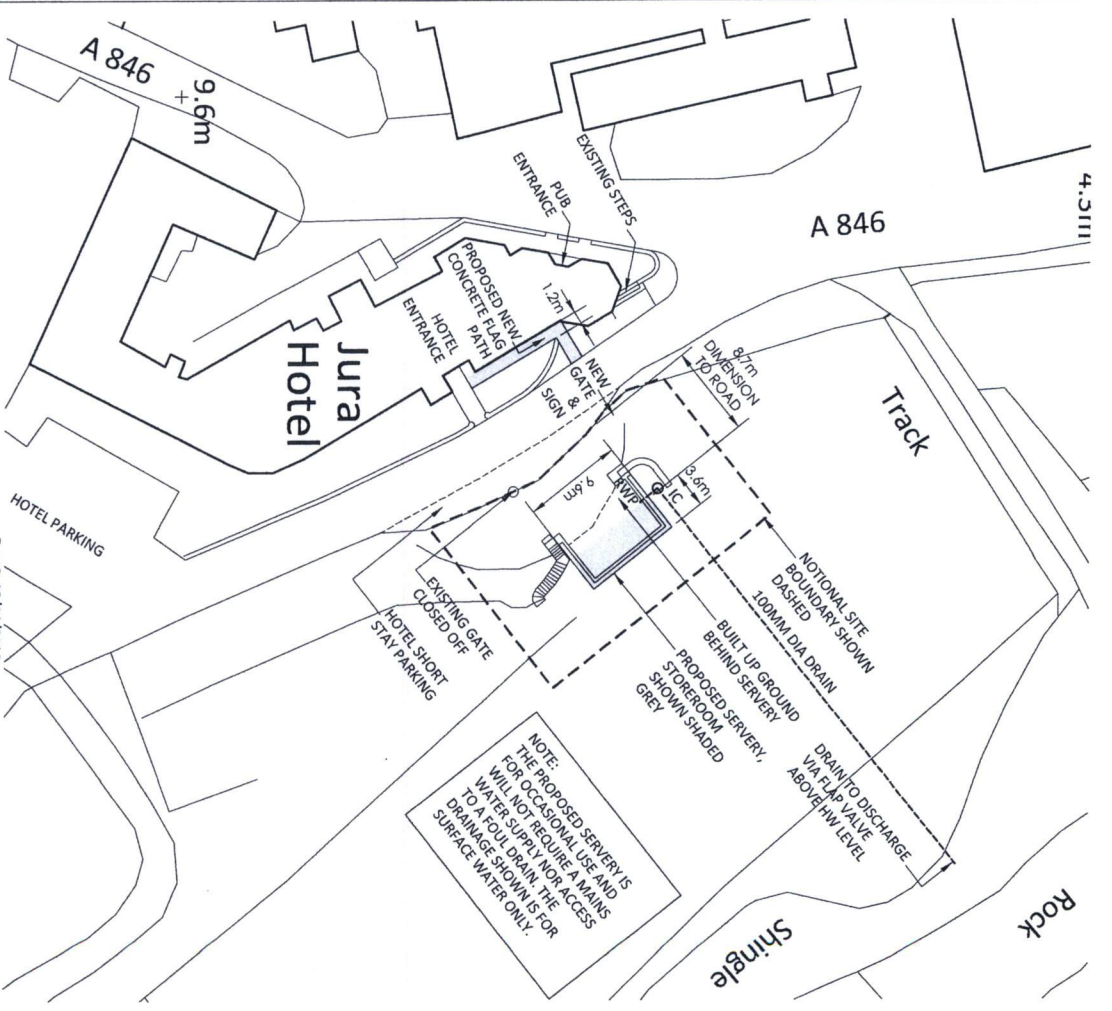 A 846
9.6m
A 846
4.5m
EXISTING STEPS
PUB
ENTRANCE
PROPOSED NEW
CONCRETE FLAG
PATH
HOTEL
ENTRANCE
1.2m
Jura
Hotel
NEW
GATE &
SIGN
8.7m
DIMENSION
TO ROAD
Track
9.6m
RWP
IC
3.6m
HOTEL PARKING
EXISTING GATE
CLOSED OFF
HOTEL SHORT
STAY PARKING
NOTIONAL SITE
BOUNDARY SHOWN
DASHED
100MM DIA DRAIN
BUILT UP GROUND
BEHIND SERVERY
PROPOSED SERVERY,
STOREROOM
SHOWN SHADED
GREY
DRAIN TO DISCHARGE
VIA FLAP VALVE
ABOVE HW LEVEL
NOTE:
THE PROPOSED SERVERY IS
FOR OCCASIONAL USE AND
WILL NOT REQUIRE A MAINS
WATER SUPPLY NOR ACCESS
TO A FOUL DRAIN. THE
DRAINAGE SHOWN IS FOR
SURFACE WATER ONLY.
Shingle
Rock